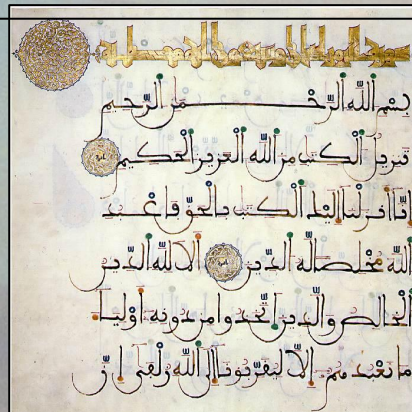 بسم الله الرحمن الرحيم
تنزيل الكتب من الله العزيز الحكيم
إنا أنزلنا إليك الكتب بالحق فاعبد
الله مخلصا له الدين ألا لله الدين
الخالص والذين اتخذوا من دونه أوليا
ما نعبدهم إلا ليقربونا إلى الله زلفى إن